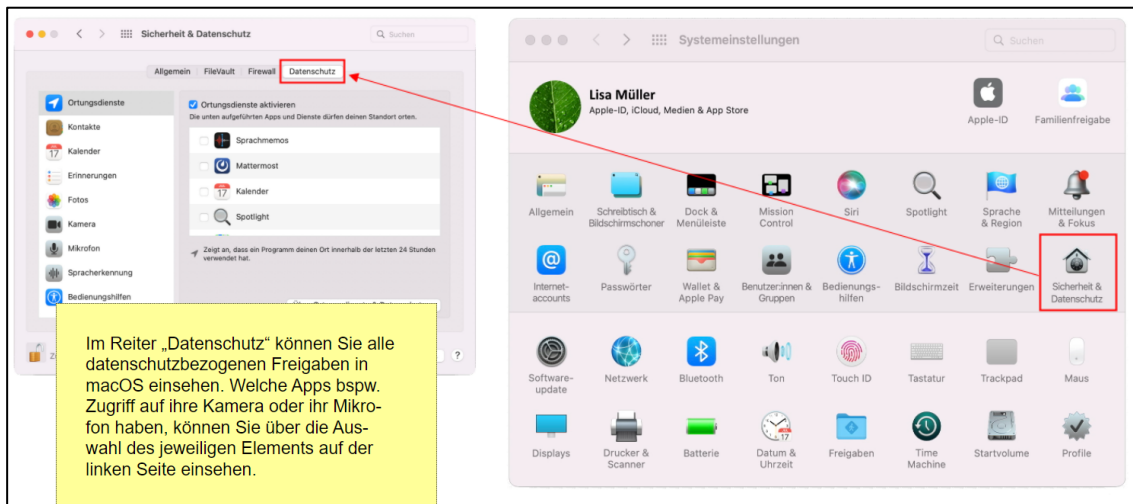 Sicherheit & Datenschutz
Suchen
Allgemein
FileVault
Firewall
Datenschutz
Ortungsdienste
Kontakte
17
Kalender
Erinnerungen
Fotos
Kamera
Mikrofon
Spracherkennung
Bedienungshilfen
Ortungsdienste aktivieren
Die unten aufgeführten Apps und Dienste dürfen deinen Standort orten.
Sprachmemos
Mattermost
17
Kalender
Spotlight
Zeigt an, dass ein Programm deinen Ort innerhalb der letzten 24 Stunden
verwendet hat.
?
Im Reiter „Datenschutz“ können Sie alle
datenschutzbezogenen Freigaben in
macOS einsehen. Welche Apps bspw.
Zugriff auf ihre Kamera oder ihr Mikro-
fon haben, können Sie über die Aus-
wahl des jeweiligen Elements auf der
linken Seite einsehen.
Systemeinstellungen
Suchen
Lisa Müller
Apple-ID, iCloud, Medien & App Store
Apple-ID
Familienfreigabe
Allgemein
Schreibtisch &
Bildschirmschoner
Dock &
Menüleiste
Mission
Control
Siri
Spotlight
Sprache
& Region
Mitteilungen
& Fokus
Internet-
accounts
Passwörter
Wallet &
Apple Pay
Benutzer:innen &
Gruppen
Bedienungs-
hilfen
Bildschirmzeit
Erweiterungen
Sicherheit &
Datenschutz
Software-
update
Netzwerk
Bluetooth
Ton
Touch ID
Tastatur
Trackpad
Maus
Displays
Drucker &
Scanner
Batterie
17
Datum &
Uhrzeit
Freigaben
Time
Machine
Startvolume
Profile